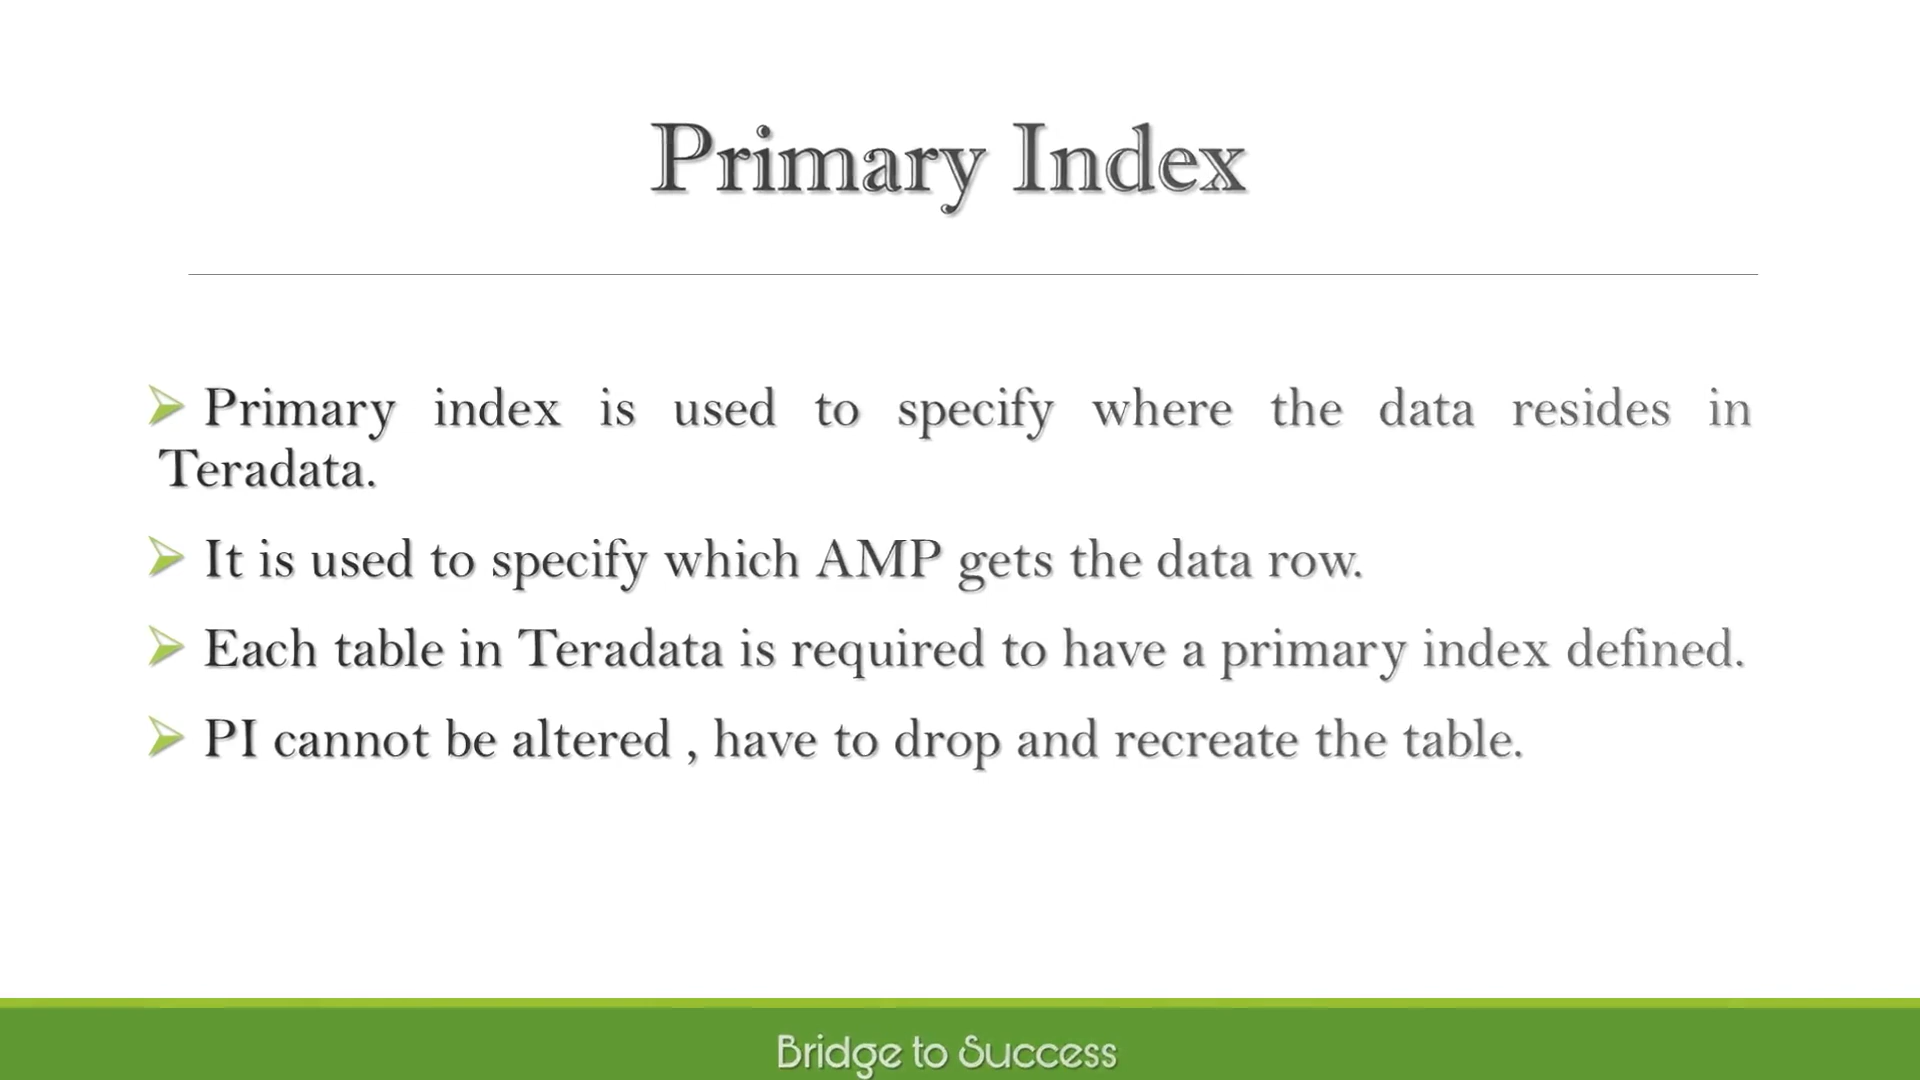 Primary Index
Primary index is used to specify where the data resides in
Teradata.
It is used to specify which AMP gets the data row.
Each table in Teradata is required to have a primary index defined.
PI cannot be altered , have to drop and recreate the table.
Bridge to Success